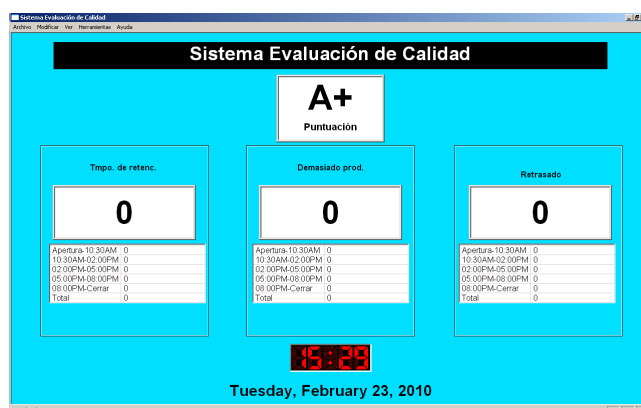 Sistema Evaluación de Calidad
Archivo Modificar Ver Herramientas Ayuda
Sistema Evaluación de Calidad
A+
Puntuación
Tmpo. de retenc.
0
Apertura-10:30AM 0
10:30AM-02:00PM 0
02:00PM-05:00PM 0
05:00PM-08:00PM 0
08:00PM-Cerrar 0
Total 0
Demasiado prod.
0
Apertura-10:30AM 0
10:30AM-02:00PM 0
02:00PM-05:00PM 0
05:00PM-08:00PM 0
08:00PM-Cerrar 0
Total 0
Retrasado
0
Apertura-10:30AM 0
10:30AM-02:00PM 0
02:00PM-05:00PM 0
05:00PM-08:00PM 0
08:00PM-Cerrar 0
Total 0
15:29
Tuesday, February 23, 2010